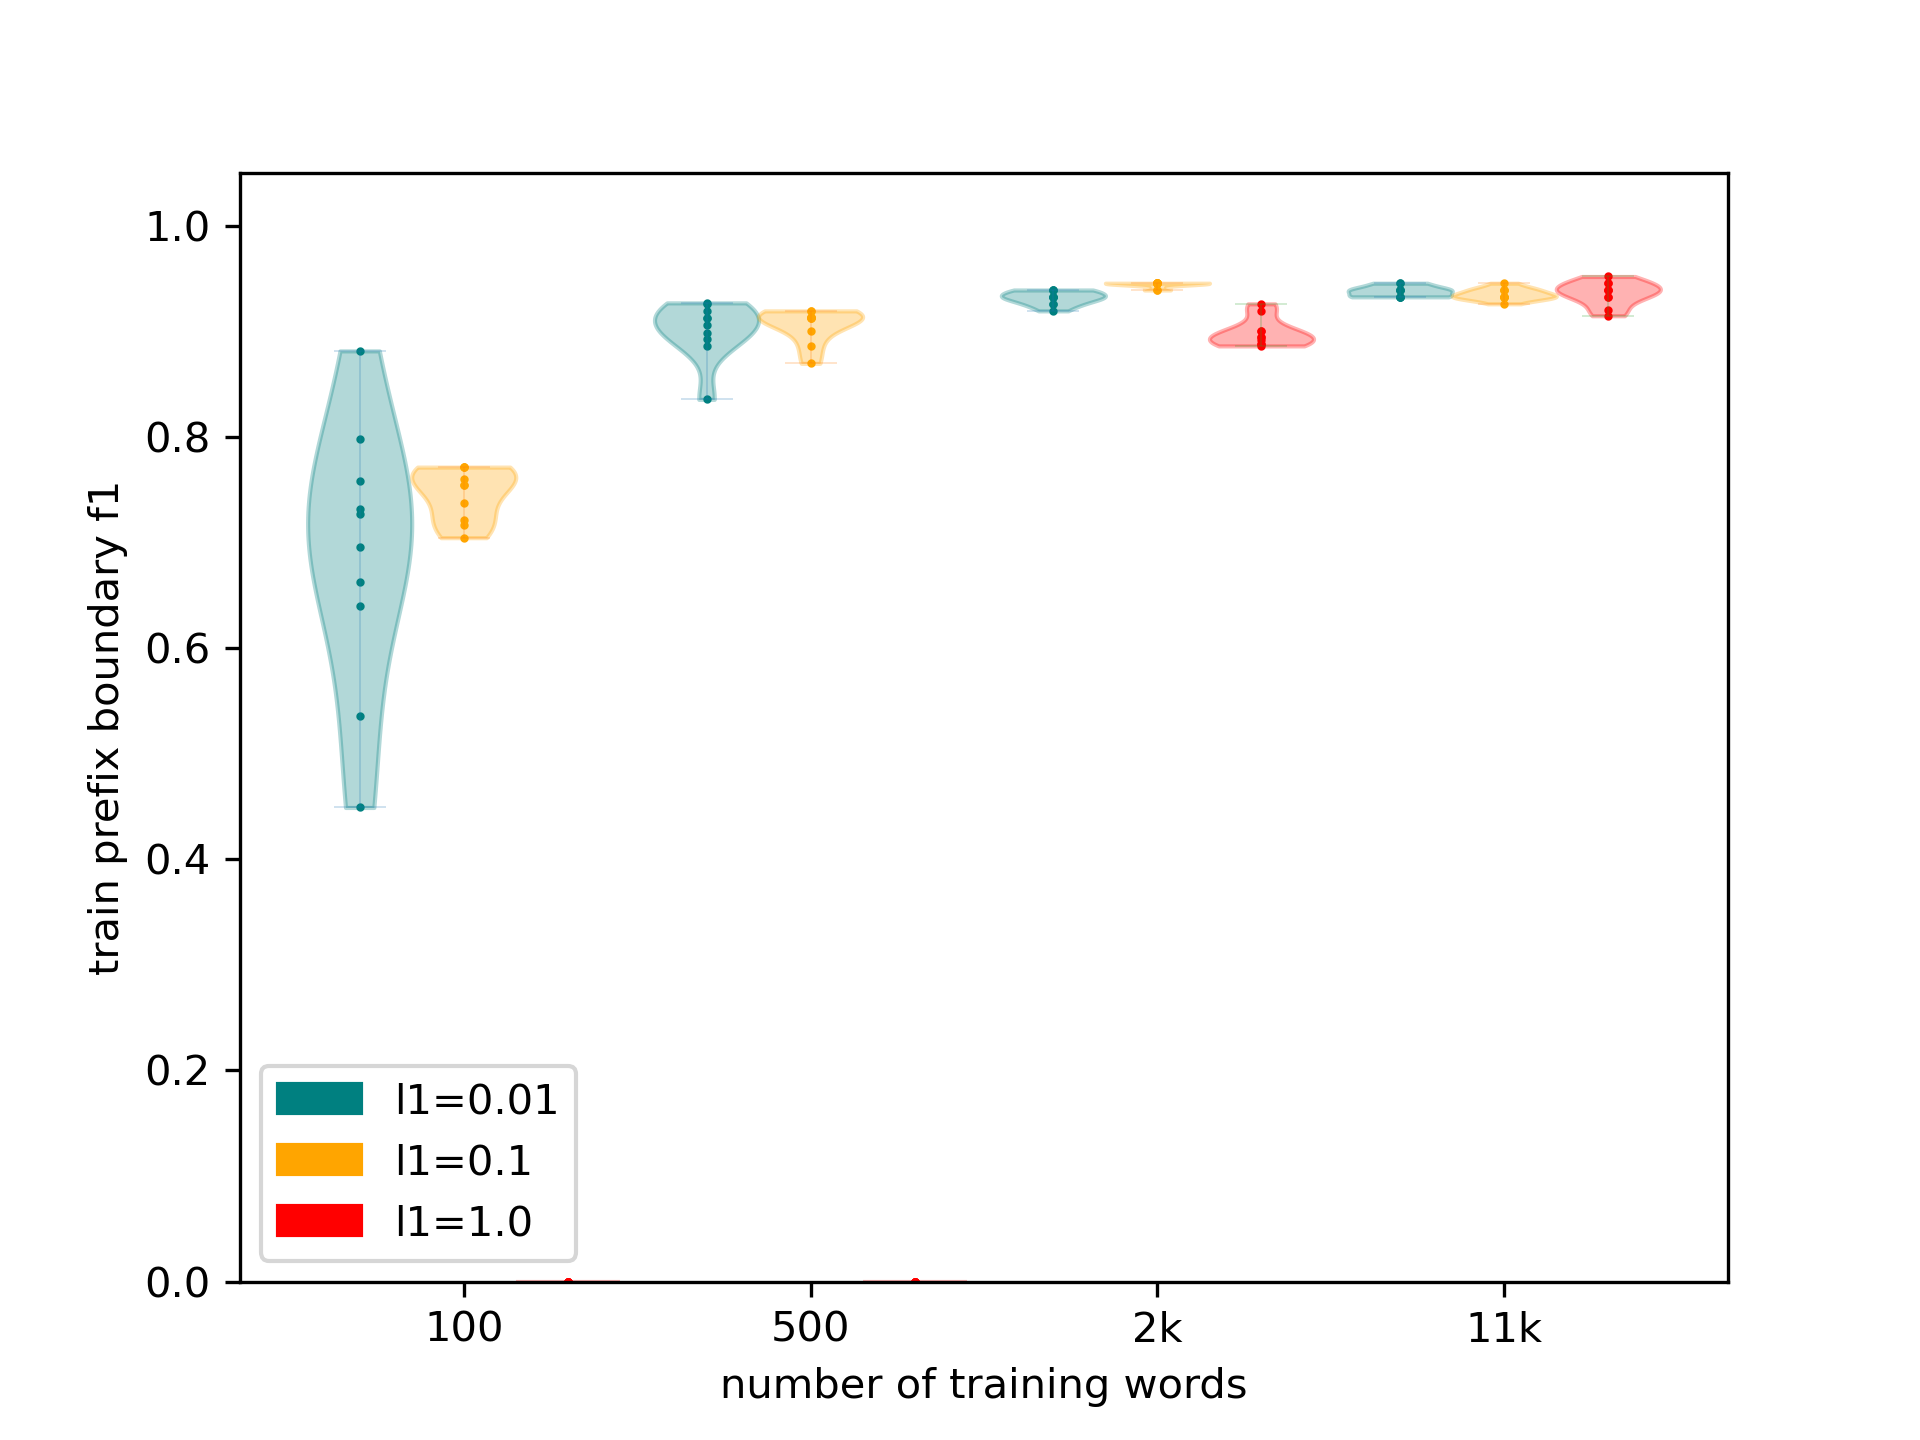 train prefix boundary f1
1.0
0.8
0.6
0.4
0.2
0.0
l1=0.01
l1=0.1
l1=1.0
100 500 2k 11k
number of training words